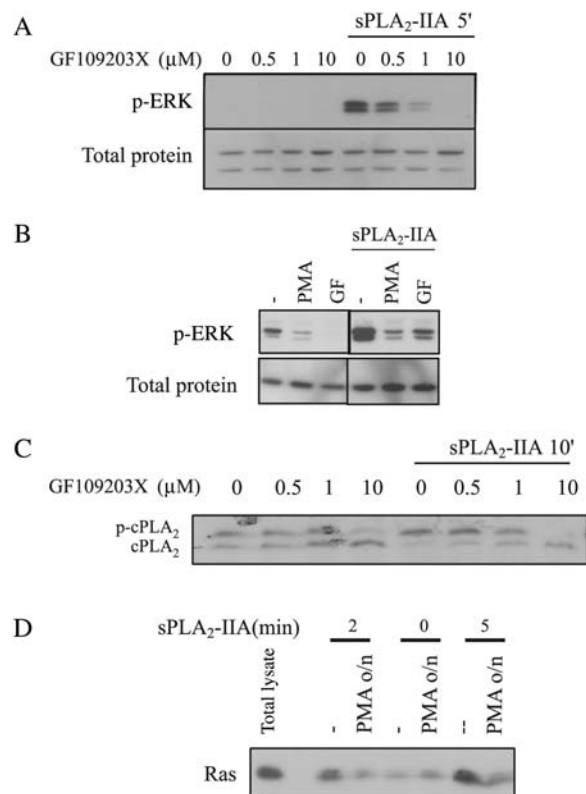 A
sPLA₂-IIA 5'
GF109203X (µM) 0 0.5 1 10 0 0.5 1 10
p-ERK
Total protein
B
sPLA₂-IIA
- PMA GF - PMA GF
p-ERK
Total protein
C
sPLA₂-IIA 10'
GF109203X (µM) 0 0.5 1 10 0 0.5 1 10
p-cPLA₂
cPLA₂
D
sPLA₂-IIA(min) 2 0 5
Total lysate - PMA o/n - PMA o/n -- PMA o/n
Ras